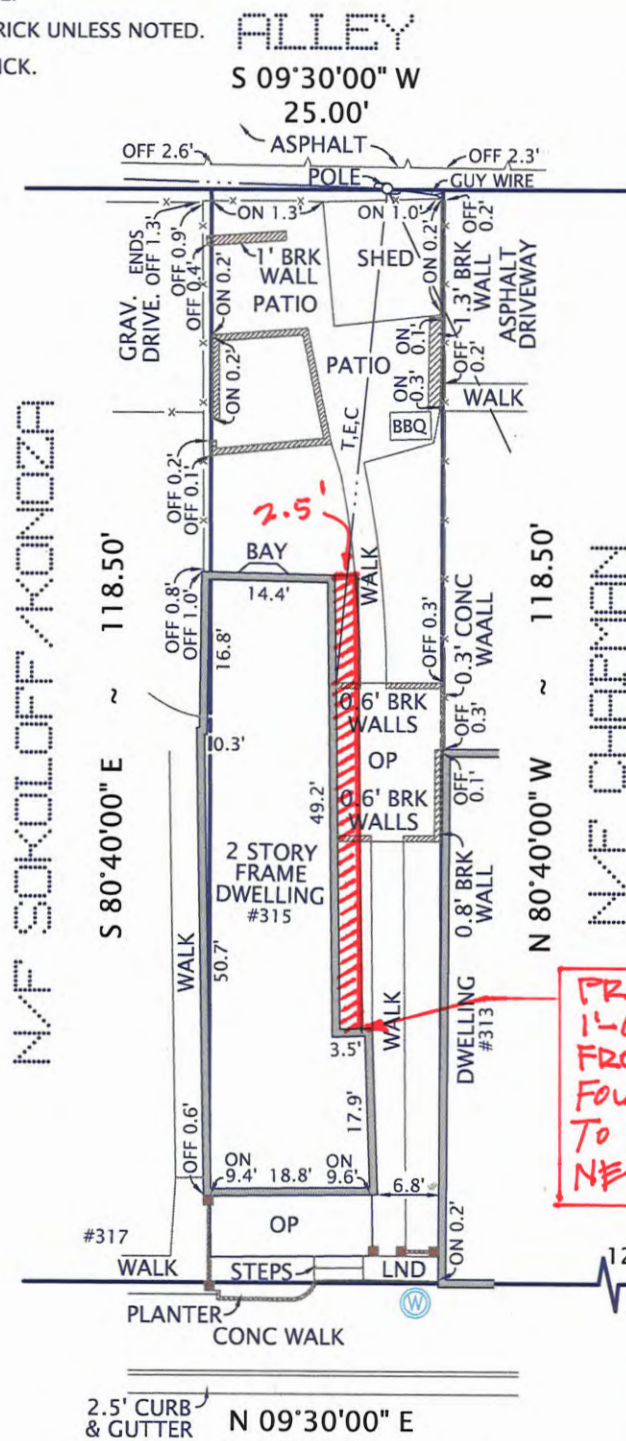 RICK UNLESS NOTED.
ICK.
ALLEY
S 09°30'00" W
25.00'
ASPHALT
OFF 2.6'
OFF 2.3'
POLE
GUY WIRE
ON 1.3'
ON 1.0'
OFF 0.2'
ENDS
OFF 1.3'
OFF 0.9'
OFF 0.4'
ON 0.2'
1' BRK
WALL
PATIO
SHED
ON 0.2'
1.3' BRK
WALL
ASPHALT
DRIVEWAY
GRAV.
DRIVE.
PATIO
ON 0.1'
ON 0.3'
OFF 0.2'
ON 0.2'
T,E,C
BBQ
WALK
OFF 0.2'
OFF 0.1'
2.5'
BAY
WALK
14.4'
OFF 0.8'
OFF 1.0'
16.8'
N/F SOKOLOFF/KONOZA
S 80°40'00" E ~ 118.50'
N 80°40'00" W ~ 118.50'
N/F CHAPMAN
OFF 0.3'
0.3' CONC
WAALL
OFF 0.3'
0.6' BRK
WALLS
OP
0.6' BRK
WALLS
OFF 0.1'
0.3'
49.2'
2 STORY
FRAME
DWELLING
#315
0.8' BRK
WALL
WALK
50.7'
WALK
DWELLING
#313
3.5'
17.9'
FRO
FOU
TO
NE
OFF 0.6'
ON 9.4'
18.8'
ON 9.6'
6.8'
OP
ON 0.2'
#317
WALK
STEPS
LND
12
W
PLANTER
CONC WALK
2.5' CURB
& GUTTER
N 09°30'00" E